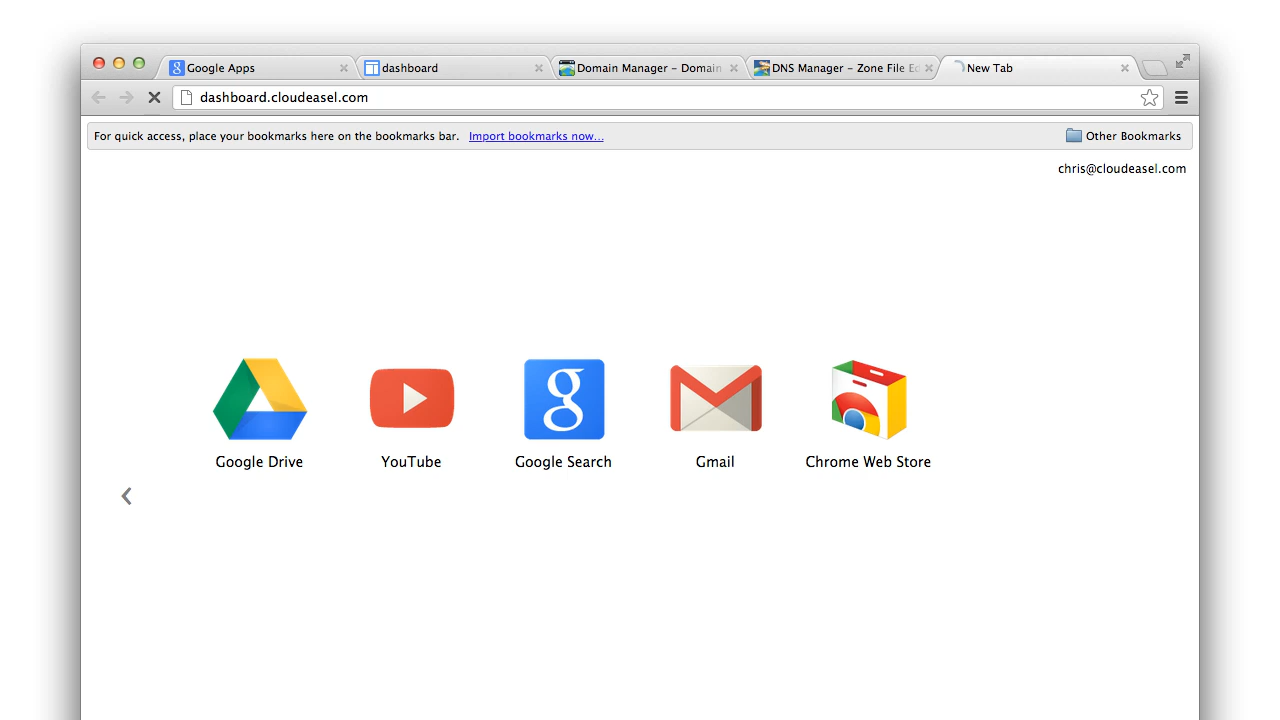 Google Apps
dashboard
Domain Manager – Domain
DNS Manager – Zone File Ed
New Tab
dashboard.cloudeasel.com
For quick access, place your bookmarks here on the bookmarks bar. Import bookmarks now...
Other Bookmarks
chris@cloudeasel.com
Google Drive
YouTube
Google Search
Gmail
Chrome Web Store